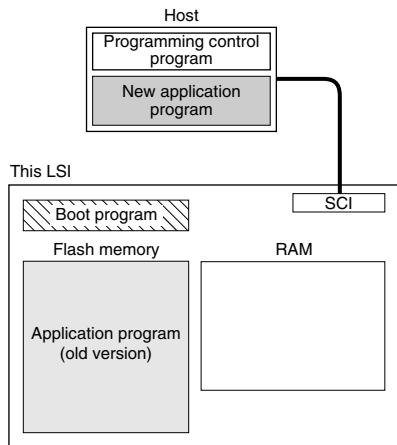 Host
Programming control
program
New application
program
This LSI
SCI
Boot program
Flash memory
RAM
Application program
(old version)